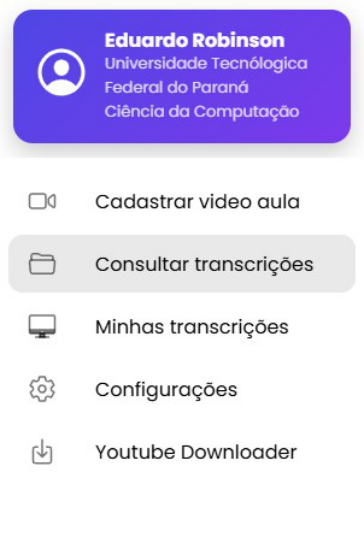 Eduardo Robinson
Universidade Tecnólogica
Federal do Paraná
Ciência da Computação
Cadastrar video aula
Consultar transcrições
Minhas transcrições
Configurações
Youtube Downloader